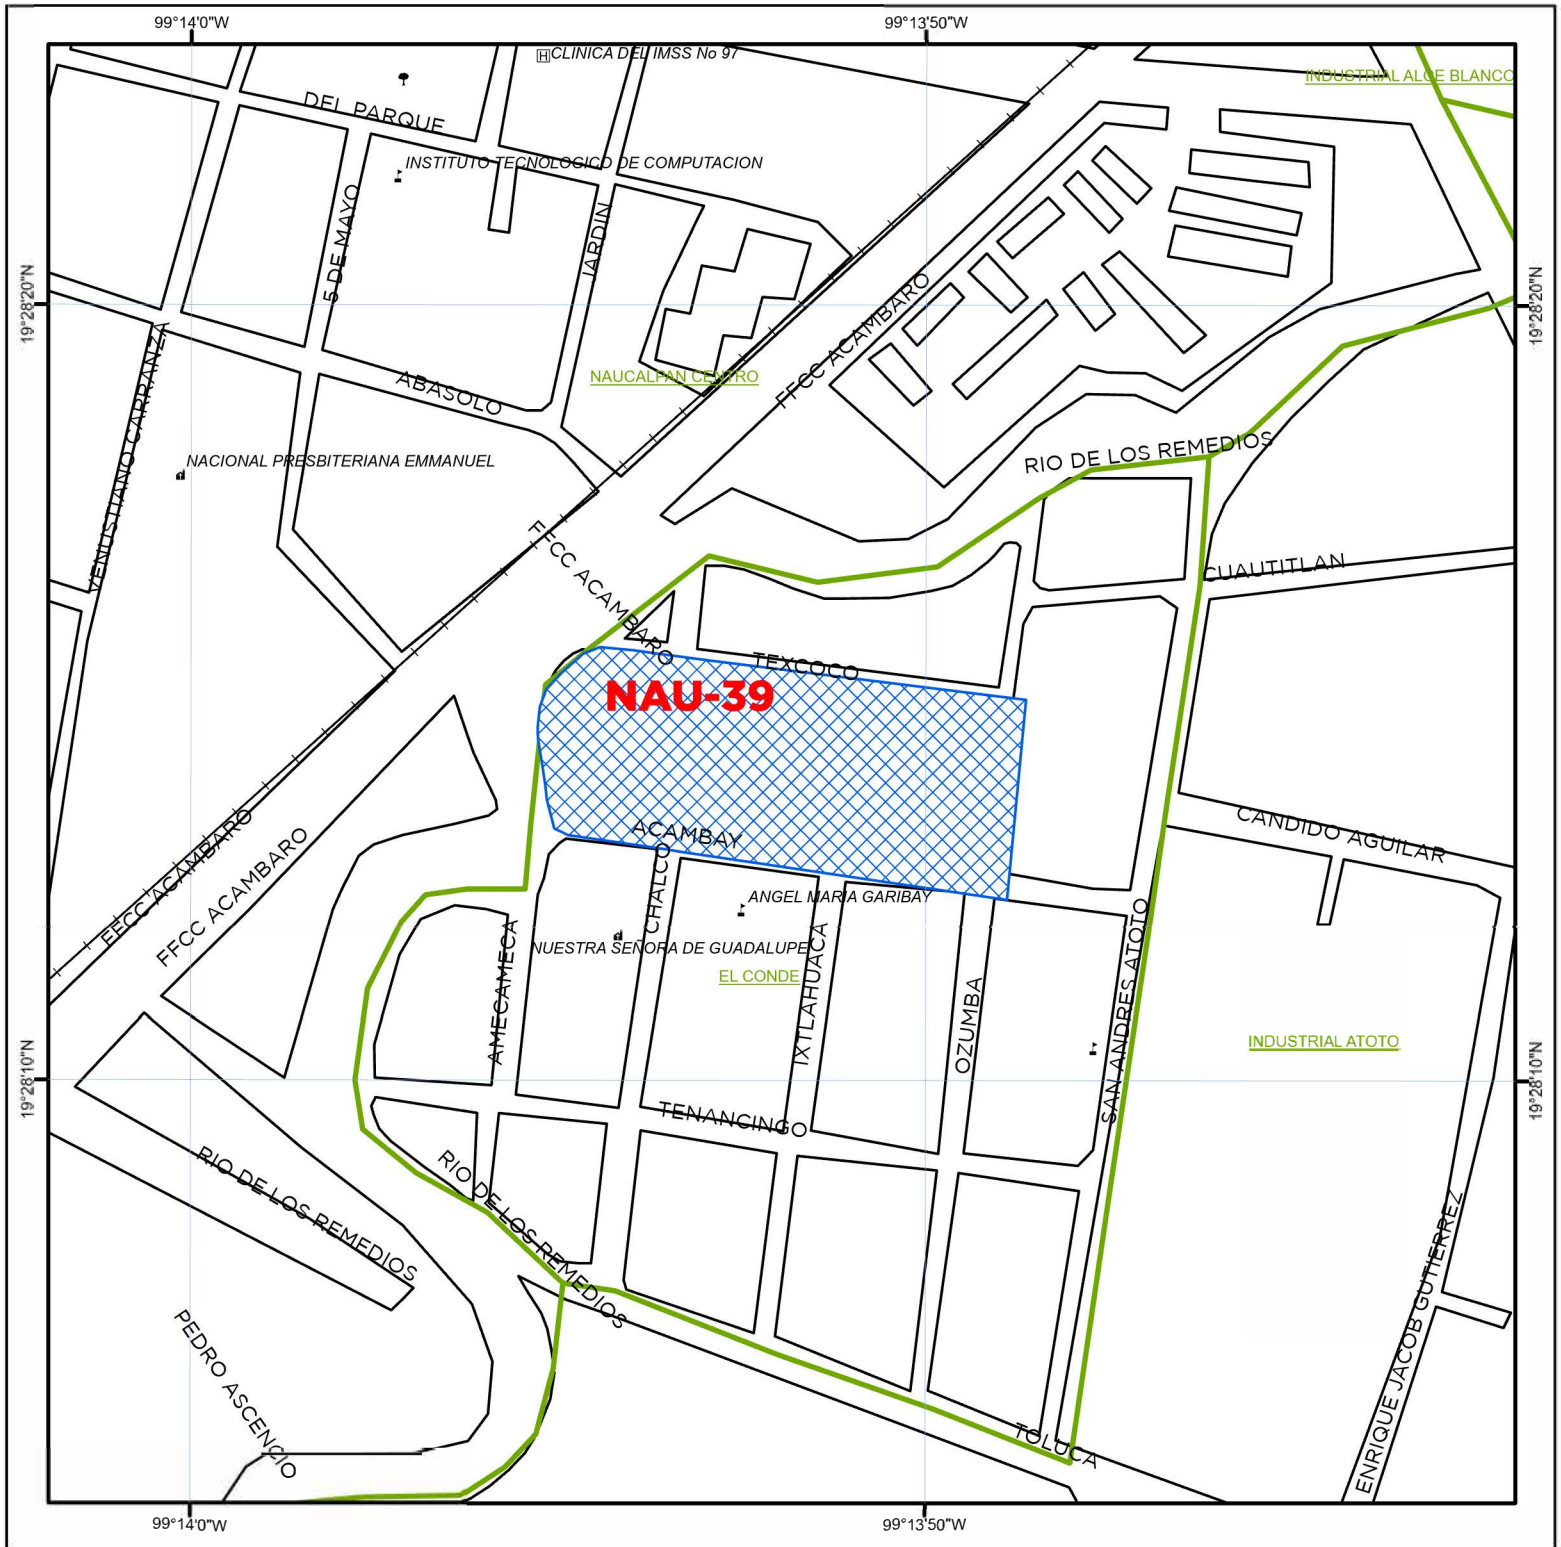 99°14'0"W
99°13'50"W
CLINICA DEL IMSS No 97
INDUSTRIAL ALCE BLANCO
DEL PARQUE
INSTITUTO TECNOLOGICO DE COMPUTACION
5 DE MAYO
JARDIN
19°28'20"N
19°28'20"N
FFCC ACAMBARO
NAUCALPAN CENTRO
ABASOLO
VENUSTIANO CARRANZA
NACIONAL PRESBITERIANA EMMANUEL
RIO DE LOS REMEDIOS
FFCC ACAMBARO
CUAUTITLAN
TEXCOCO
NAU-39
ACAMBAY
CANDIDO AGUILAR
FFCC ACAMBARO
FFCC ACAMBARO
CHALCO
ANGEL MARIA GARIBAY
NUESTRA SEÑORA DE GUADALUPE
EL CONDE
AMECAMECA
IXTLAHUACA
OZUMBA
SAN ANDRES ATOTO
INDUSTRIAL ATOTO
19°28'10"N
19°28'10"N
TENANCINGO
RIO DE LOS REMEDIOS
RIO DE LOS REMEDIOS
ENRIQUE JACOB GUTIERREZ
PEDRO ASCENCIO
TOLUCA
99°14'0"W
99°13'50"W